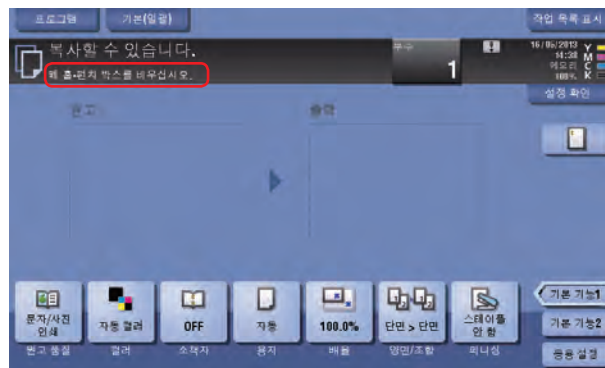 프로그램
기본(일괄)
작업 목록 표시
복사할 수 있습니다.
폐 홀-펀치 박스를 비우십시오.
부수
1
16/05/2013
14:38
메모리
100%
Y
M
C
K
설정 확인
원고
출력
문자/사진
인쇄
자동 컬러
OFF
자동
100.0%
단면 > 단면
스테이플
안 함
원고 품질
컬러
소책자
용지
배율
양면/조합
피니싱
기본 기능1
기본 기능2
응용 설정